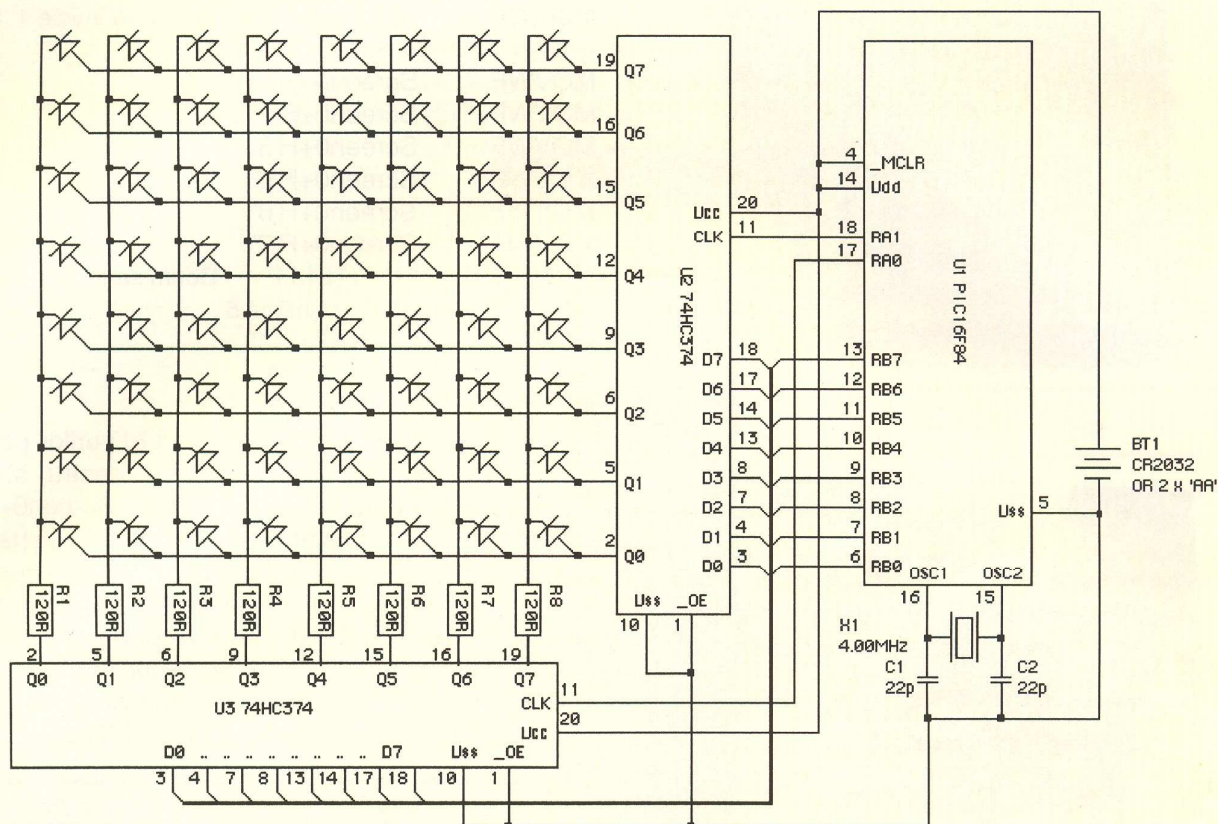 19 Q7
16 Q6
15 Q5
12 Q4
9 Q3
6 Q2
5 Q1
2 Q0
Ucc 20
CLK 11
U2 74HC374
D7 18
D6 17
D5 14
D4 13
D3 8
D2 7
D1 4
D0 3
Uss _OE
10 1
4 _MCLR
14 Udd
18 RA1
17 RA0
U1 PIC16F84
13 RB7
12 RB6
11 RB5
10 RB4
9 RB3
8 RB2
7 RB1
6 RB0
Uss 5
OSC1 OSC2
16 15
BT1
CR2032
OR 2 X 'AA'
X1
4.00MHz
C1
22p
C2
22p
R1 R2 R3 R4 R5 R6 R7 R8
120R 120R 120R 120R 120R 120R 120R 120R
2 5 6 9 12 15 16 19
Q0 Q1 Q2 Q3 Q4 Q5 Q6 Q7
U3 74HC374
CLK 11
Ucc 20
D0 .. .. .. .. .. .. D7 Uss _OE
3 4 7 8 13 14 17 18 10 1